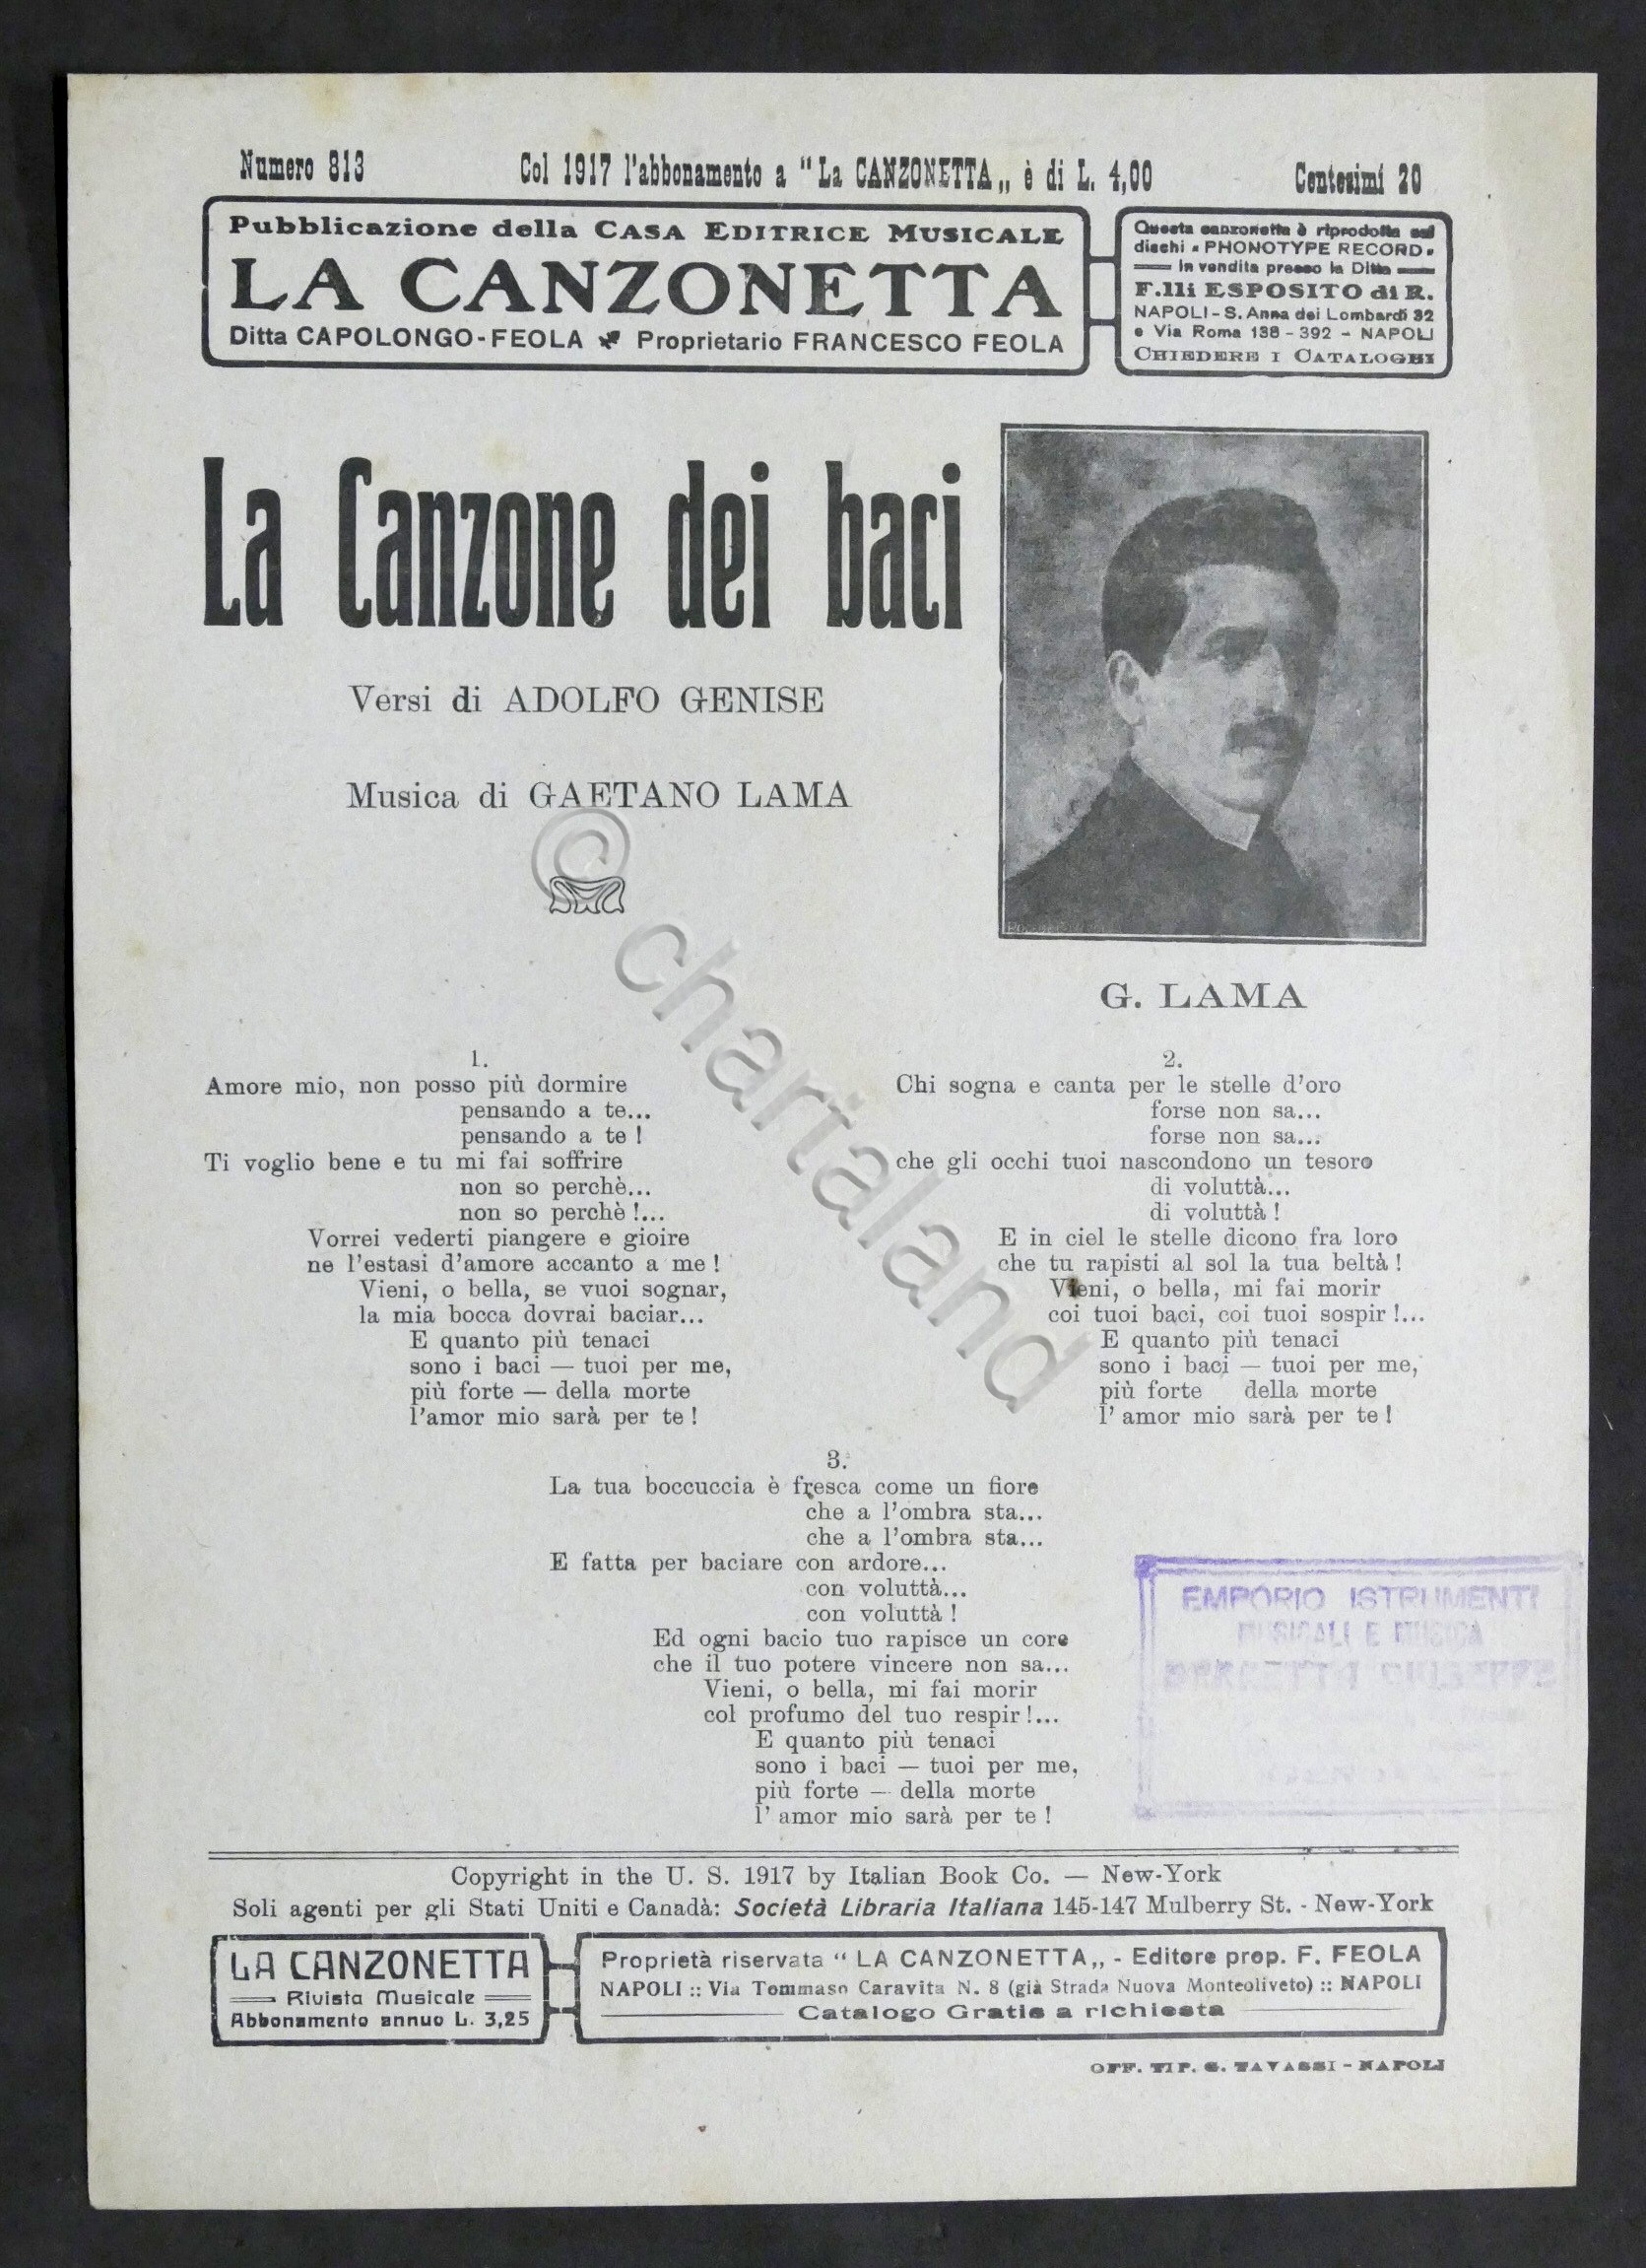 Numero 813
Col 1917 l'abbonamento a “La CANZONETTA„ è di L. 4,00
Centesimi 20
Pubblicazione della CASA EDITRICE MUSICALE
LA CANZONETTA
Ditta CAPOLONGO-FEOLA Proprietario FRANCESCO FEOLA
Questa canzonetta è riprodotta sui
dischi « PHONOTYPE RECORD»
in vendita presso la Ditta
F.lli ESPOSITO di R.
NAPOLI - S. Anna dei Lombardi 32
e Via Roma 138 - 392 - NAPOLI
CHIEDERE I CATALOGHI
La Canzone dei baci
Versi di ADOLFO GENISE
Musica di GAETANO LAMA
G. LAMA
1.
Amore mio, non posso più dormire
pensando a te...
pensando a te !
Ti voglio bene e tu mi fai soffrire
non so perchè...
non so perchè !...
Vorrei vederti piangere e gioire
ne l'estasi d'amore accanto a me !
Vieni, o bella, se vuoi sognar,
la mia bocca dovrai baciar...
E quanto più tenaci
sono i baci — tuoi per me,
più forte — della morte
l'amor mio sarà per te !
2.
Chi sogna e canta per le stelle d'oro
forse non sa...
forse non sa...
che gli occhi tuoi nascondono un tesoro
di voluttà...
di voluttà !
E in ciel le stelle dicono fra loro
che tu rapisti al sol la tua beltà !
Vieni, o bella, mi fai morir
coi tuoi baci, coi tuoi sospir !...
E quanto più tenaci
sono i baci — tuoi per me,
più forte della morte
l' amor mio sarà per te !
3.
La tua boccuccia è fresca come un fiore
che a l'ombra sta...
che a l'ombra sta...
E fatta per baciare con ardore...
con voluttà...
con voluttà !
Ed ogni bacio tuo rapisce un core
che il tuo potere vincere non sa...
Vieni, o bella, mi fai morir
col profumo del tuo respir !...
E quanto più tenaci
sono i baci — tuoi per me,
più forte — della morte
l' amor mio sarà per te !
EMPORIO ISTRUMENTI
MUSICALI E MUSICA
Copyright in the U. S. 1917 by Italian Book Co. — New-York
Soli agenti per gli Stati Uniti e Canadà: Società Libraria Italiana 145-147 Mulberry St. - New-York
LA CANZONETTA
Rivista Musicale
Abbonamento annuo L. 3,25
Proprietà riservata “ LA CANZONETTA„ - Editore prop. F. FEOLA
NAPOLI :: Via Tommaso Caravita N. 8 (già Strada Nuova Monteoliveto) :: NAPOLI
Catalogo Gratis a richiesta
OFF. TIP. G. TAVASSI - NAPOLI
© chartaland